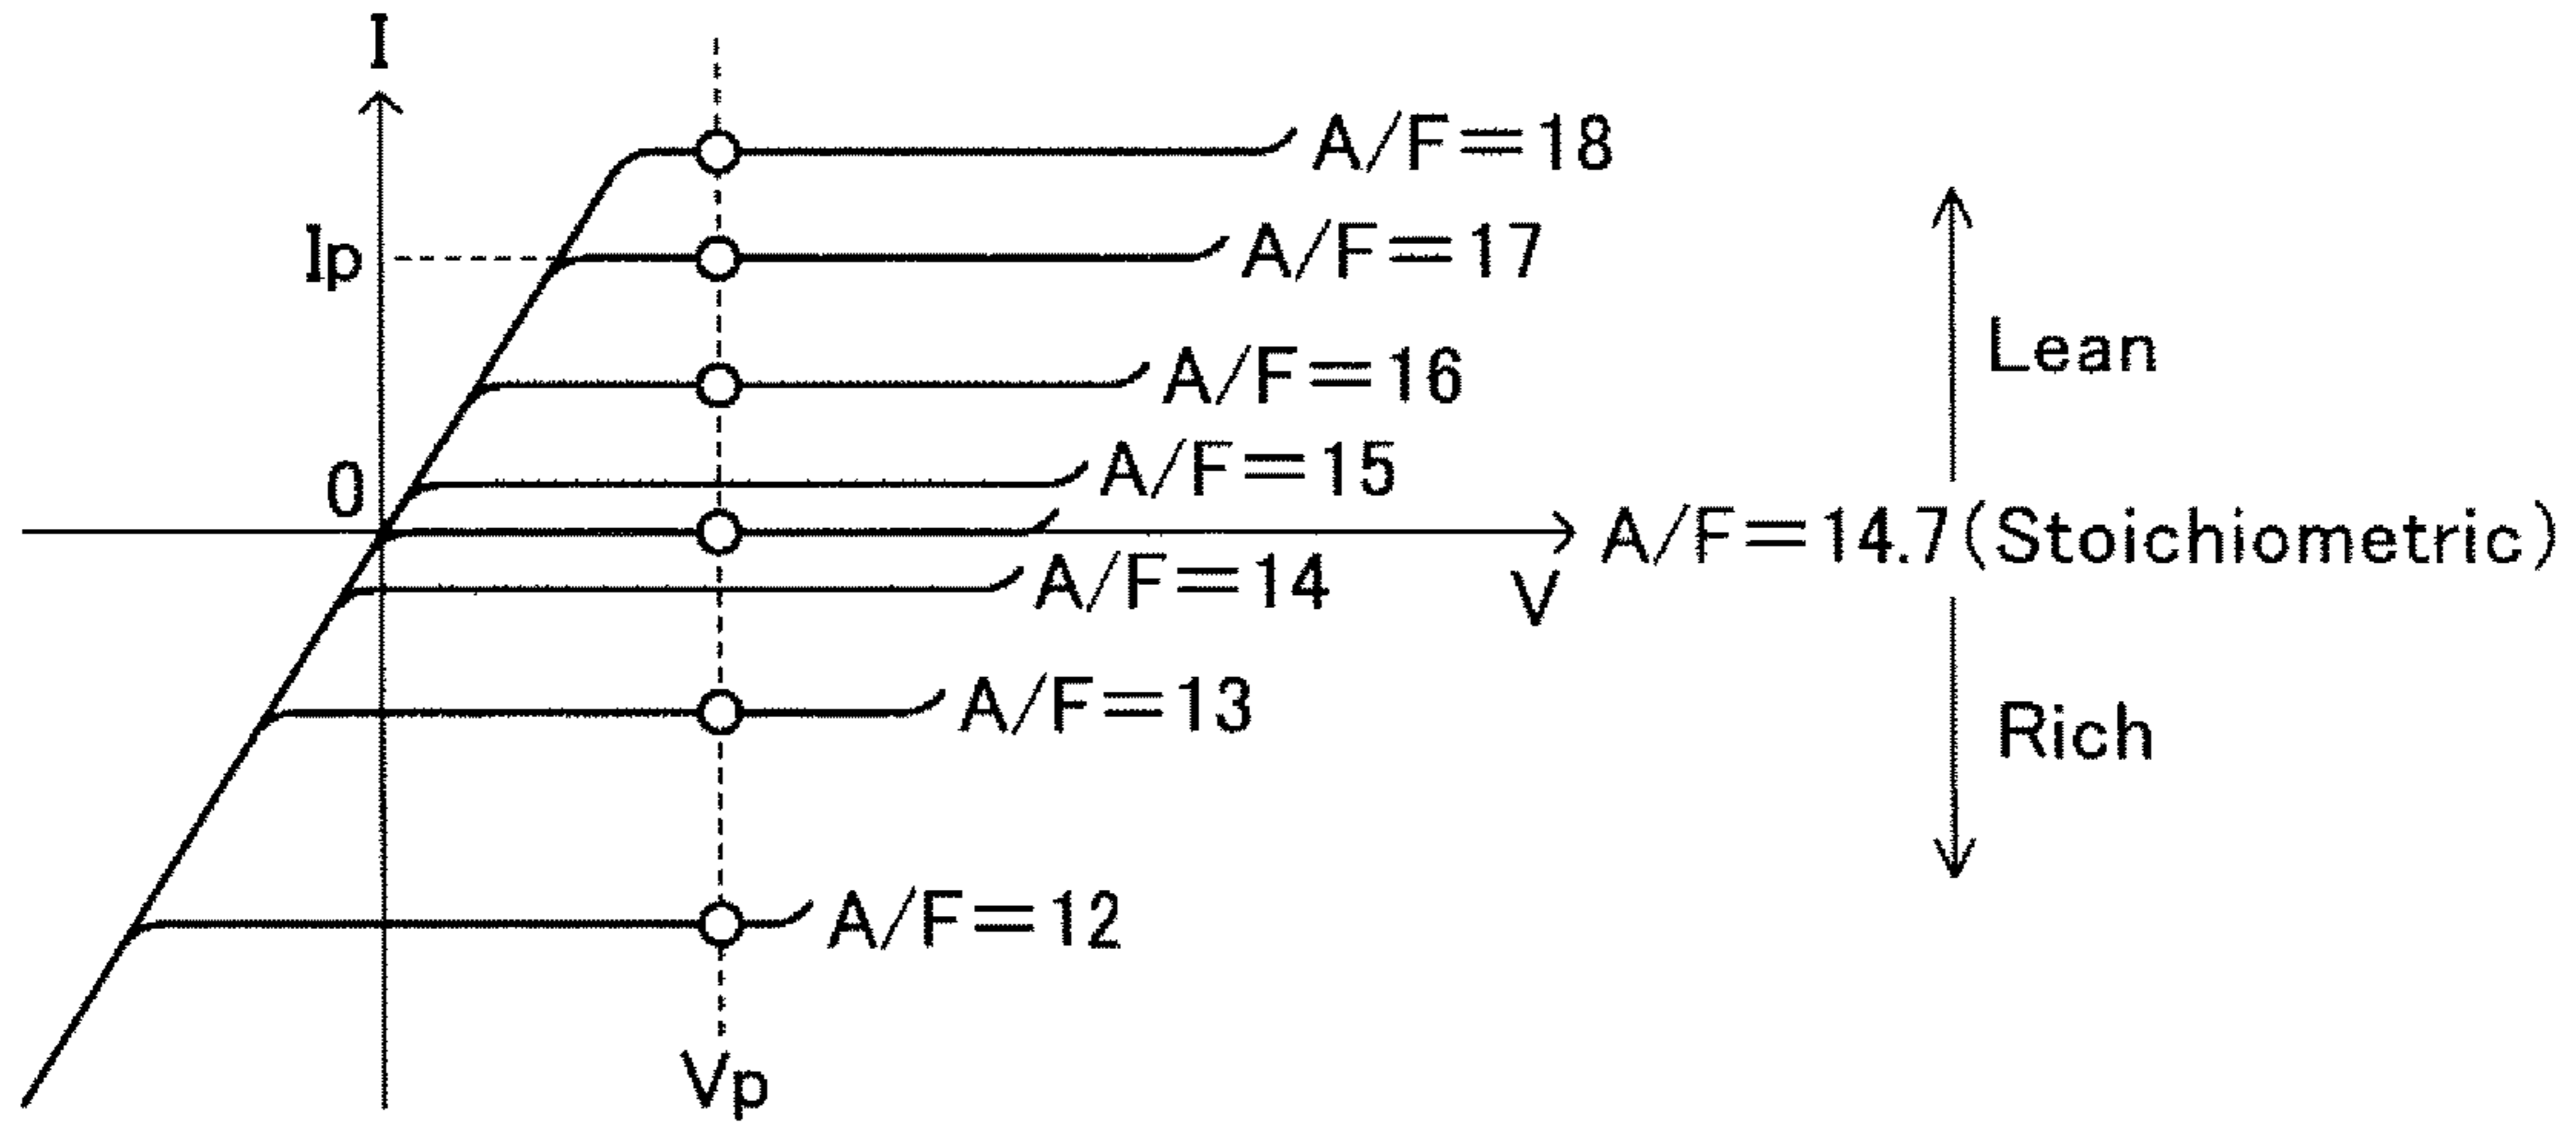 I
A/F=18
Ip
A/F=17
Lean
A/F=16
0
A/F=15
A/F=14.7(Stoichiometric)
V
A/F=14
A/F=13
Rich
A/F=12
Vp